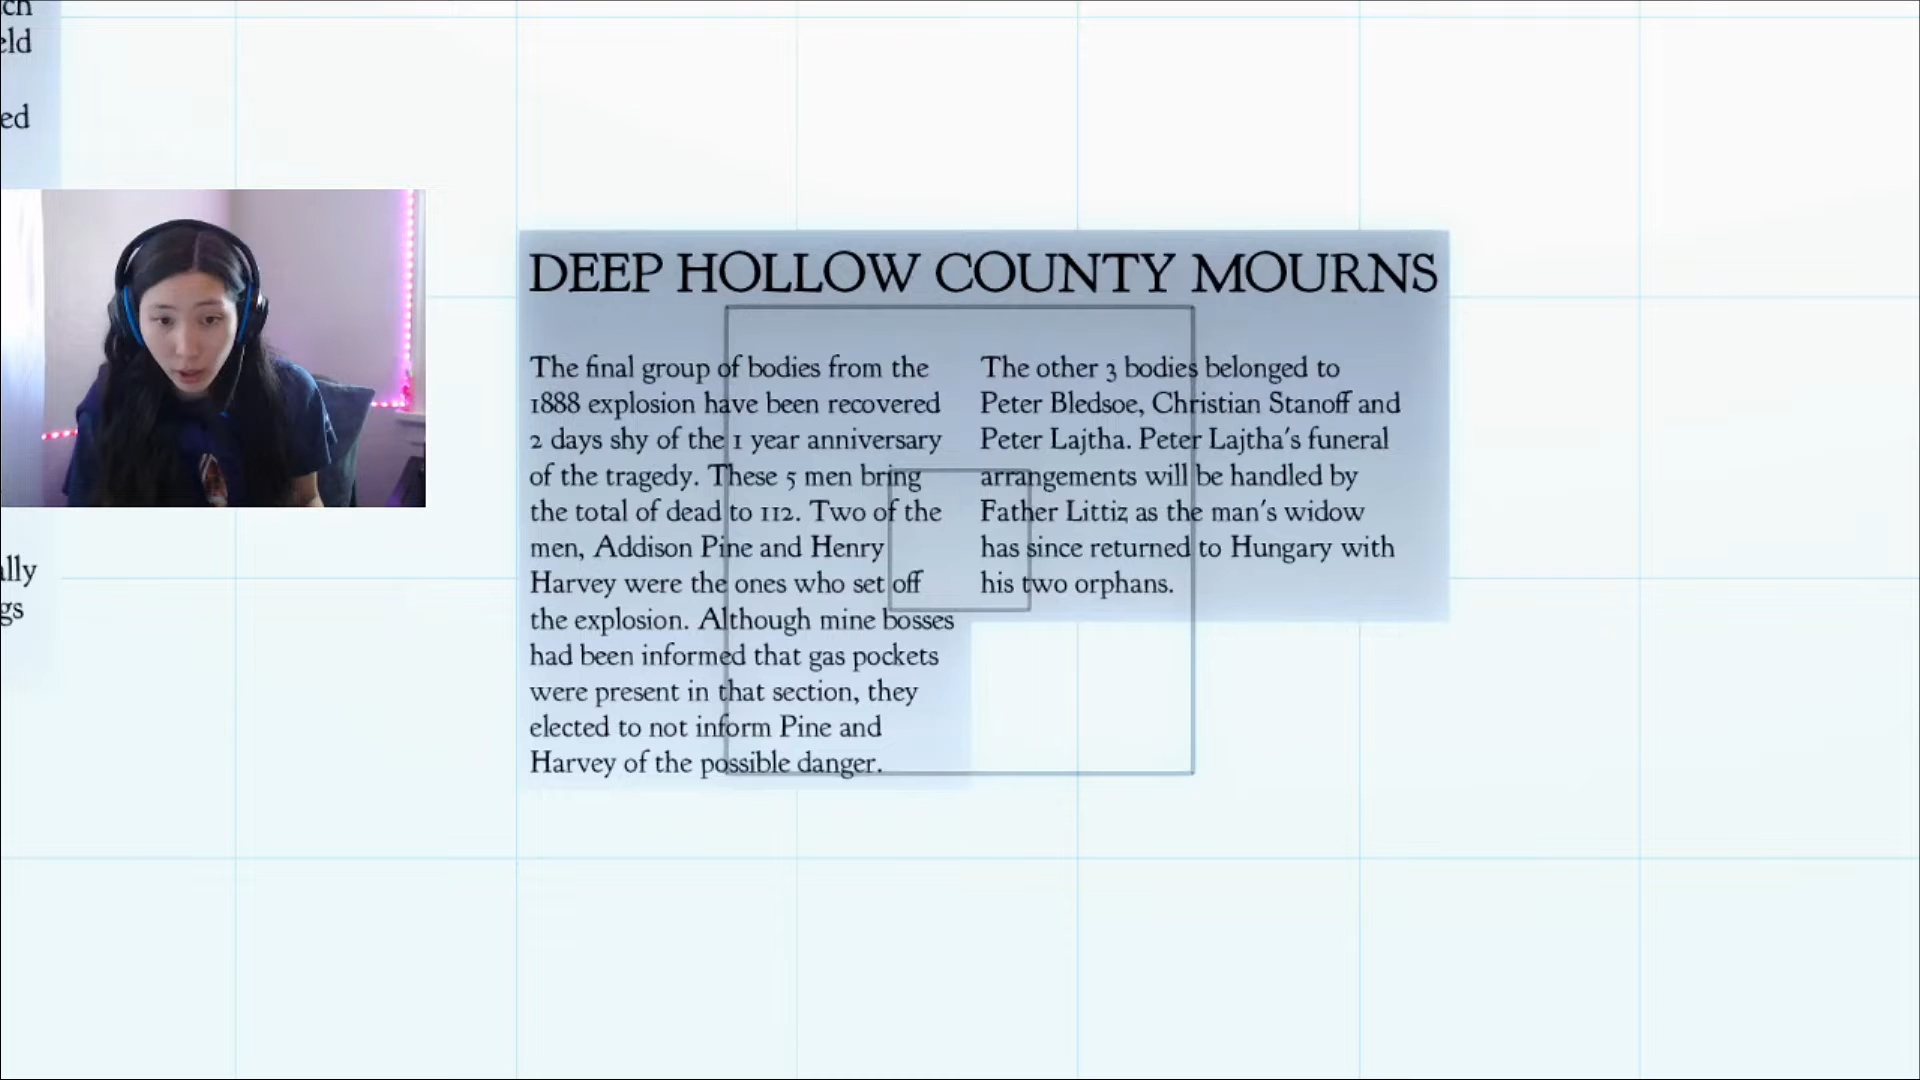 ch
eld
ed
ally
gs
DEEP HOLLOW COUNTY MOURNS
The final group of bodies from the
1888 explosion have been recovered
2 days shy of the 1 year anniversary
of the tragedy. These 5 men bring
the total of dead to 112. Two of the
men, Addison Pine and Henry
Harvey were the ones who set off
the explosion. Although mine bosses
had been informed that gas pockets
were present in that section, they
elected to not inform Pine and
Harvey of the possible danger.
The other 3 bodies belonged to
Peter Bledsoe, Christian Stanoff and
Peter Lajtha. Peter Lajtha's funeral
arrangements will be handled by
Father Littiz as the man's widow
has since returned to Hungary with
his two orphans.